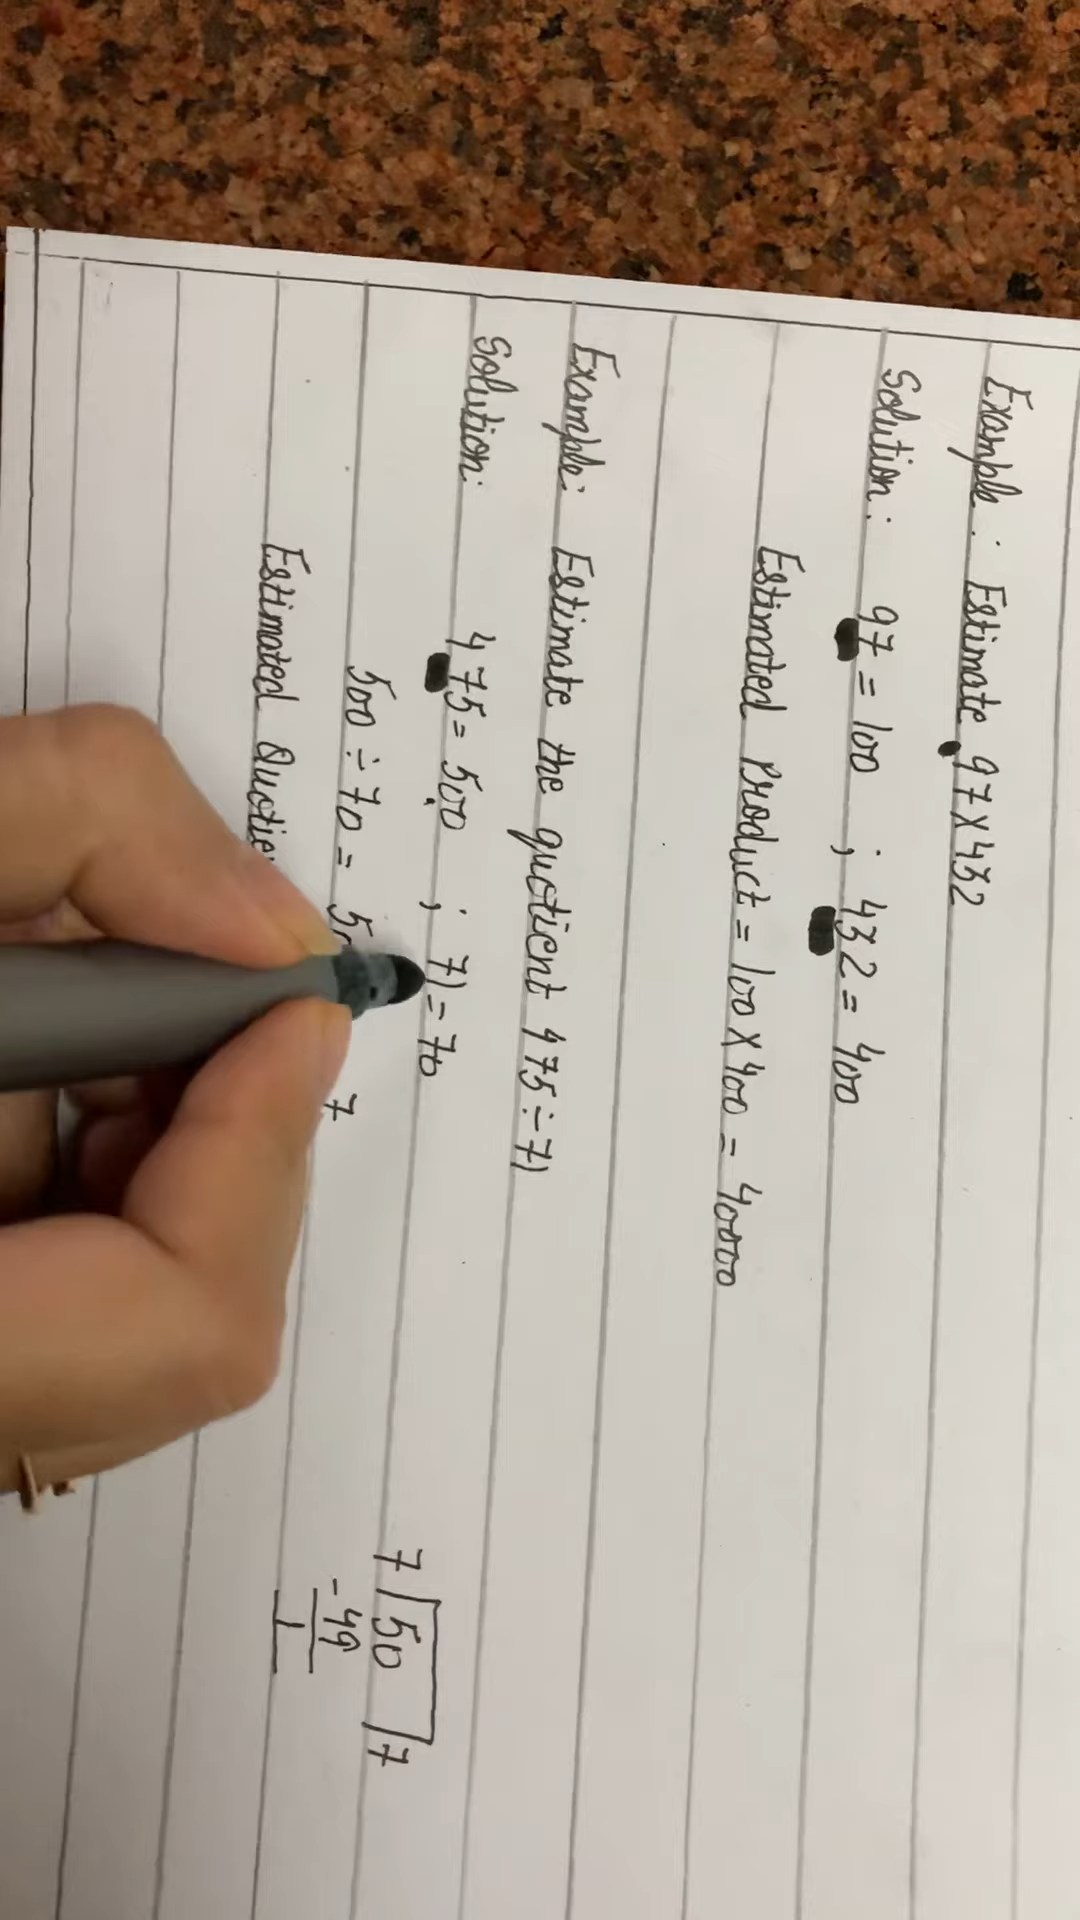 Example: Estimate 97×432
Solution: 97 = 100 ; 432 = 400
Estimated Product = 100 × 400 = 40000
Example: Estimate the quotient 475÷71
Solution: 475 = 500 ; 71 = 70
500 ÷ 70 = 7
Estimated
7 50 7
-49
1